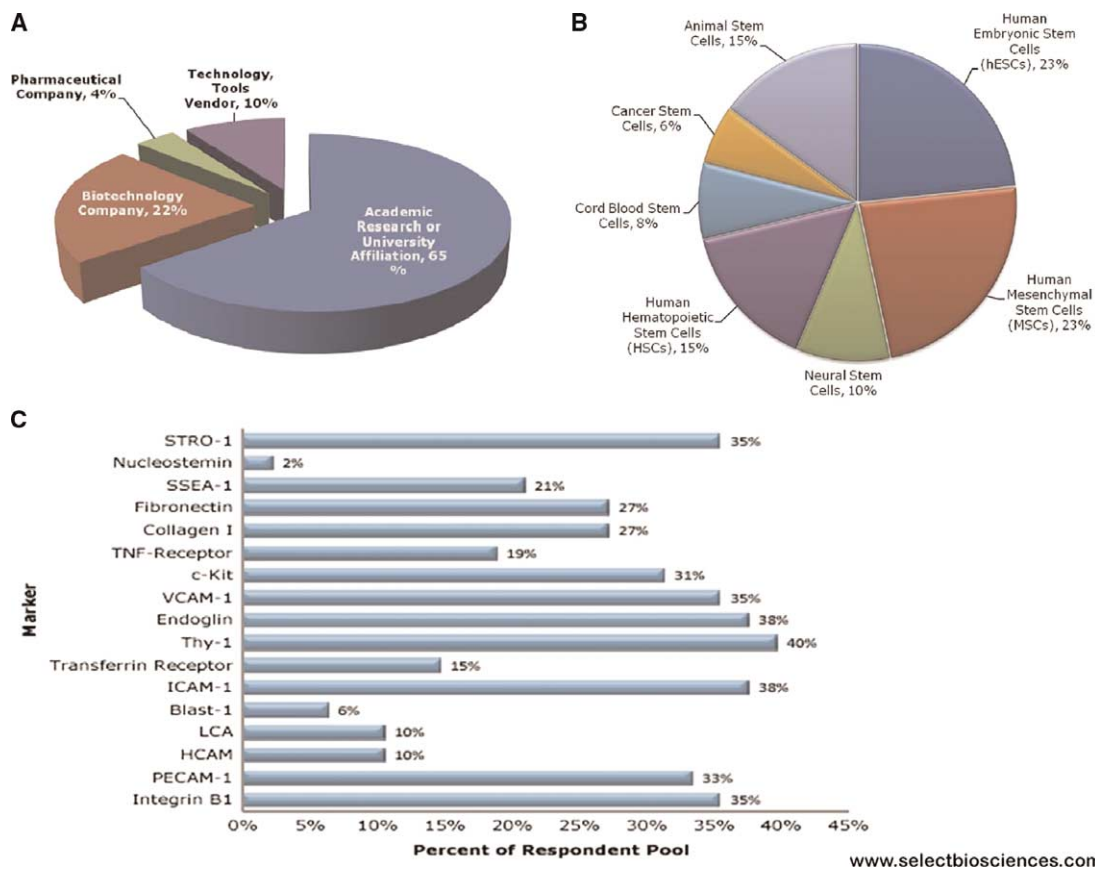 A
Pharmaceutical
Company, 4%
Technology,
Tools
Vendor, 10%
Biotechnology
Company, 22%
Academic
Research or
University
Affiliation, 65
%
B
Animal Stem
Cells, 15%
Human
Embryonic Stem
Cells
(hESCs), 23%
Cancer Stem
Cells, 6%
Cord Blood Stem
Cells, 8%
Human
Hematopoietic
Stem Cells
(HSCs), 15%
Neural Stem
Cells, 10%
Human
Mesenchymal
Stem Cells
(MSCs), 23%
C
Marker
STRO-1 35%
Nucleostemin 2%
SSEA-1 21%
Fibronectin 27%
Collagen I 27%
TNF-Receptor 19%
c-Kit 31%
VCAM-1 35%
Endoglin 38%
Thy-1 40%
Transferrin Receptor 15%
ICAM-1 38%
Blast-1 6%
LCA 10%
HCAM 10%
PECAM-1 33%
Integrin B1 35%
0% 5% 10% 15% 20% 25% 30% 35% 40% 45%
Percent of Respondent Pool
www.selectbiosciences.com